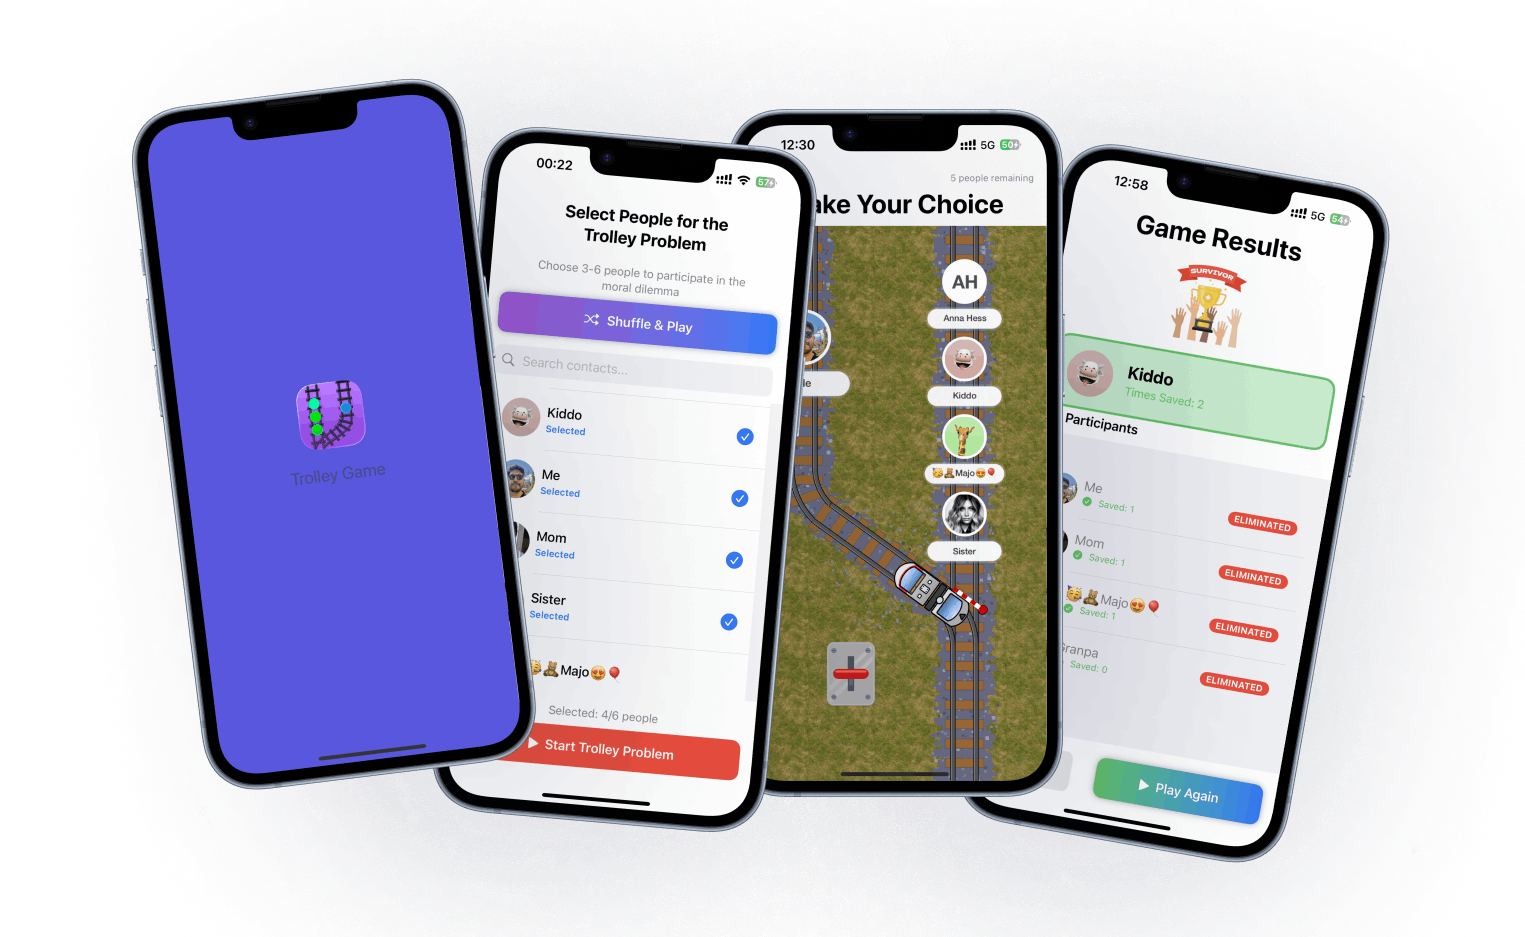 Trolley Game
00:22
57
Select People for the
Trolley Problem
Choose 3-6 people to participate in the
moral dilemma
Shuffle & Play
Search contacts...
Kiddo
Selected
Me
Selected
Mom
Selected
Sister
Selected
🥳🧸Majo😍🎈
Selected: 4/6 people
Start Trolley Problem
12:30
5G 50
5 people remaining
ake Your Choice
AH
Anna Hess
Kiddo
🥳🧸Majo😍🎈
Sister
12:58
5G 54
Game Results
SURVIVOR
Kiddo
Times Saved: 2
Participants
Me
Saved: 1
ELIMINATED
Mom
Saved: 1
ELIMINATED
🥳🧸Majo😍🎈
Saved: 1
ELIMINATED
Granpa
Saved: 0
ELIMINATED
Play Again